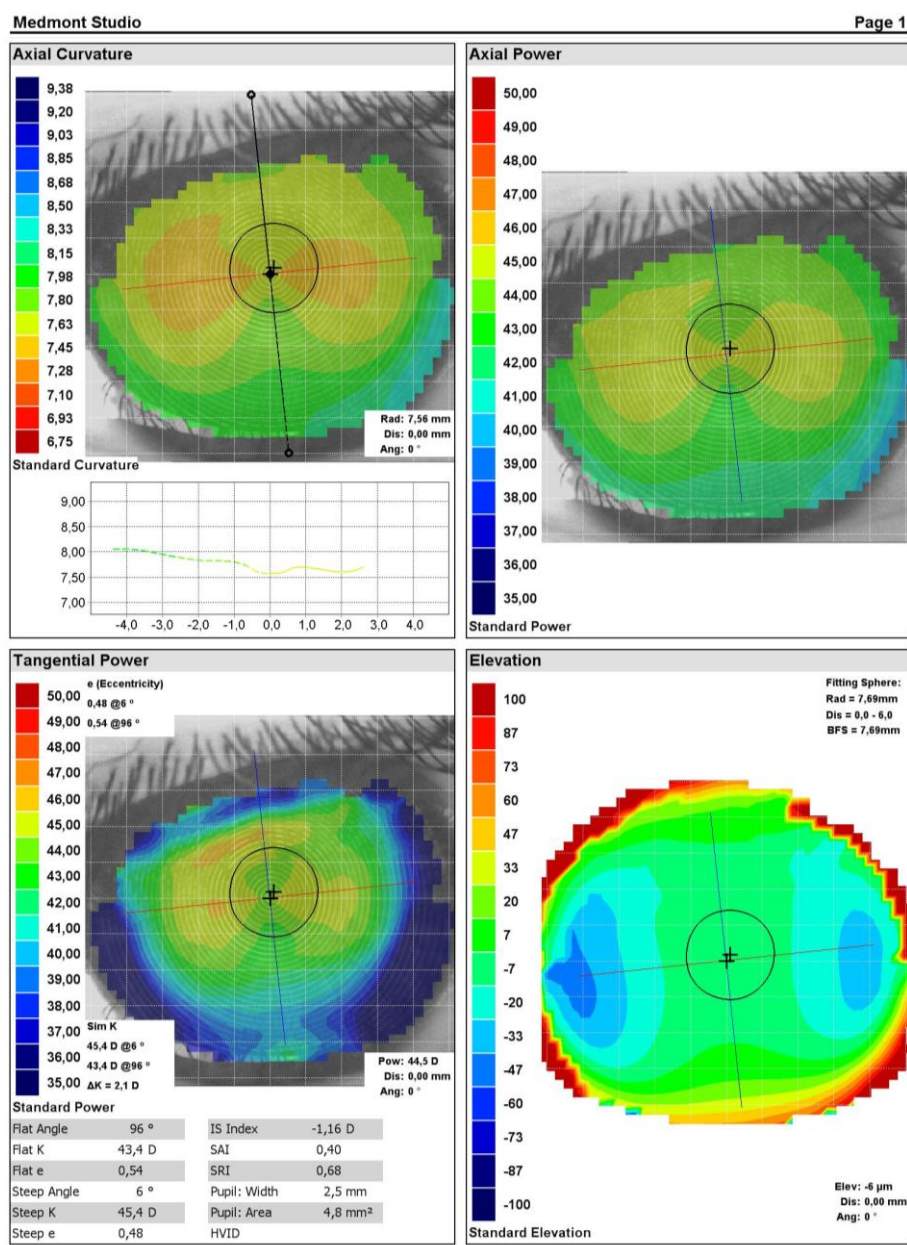 Medmont Studio Page 1
Axial Curvature
9,38
9,20
9,03
8,85
8,68
8,50
8,33
8,15
7,98
7,80
7,63
7,45
7,28
7,10
6,93
6,75
Rad: 7,56 mm
Dis: 0,00 mm
Ang: 0 °
Standard Curvature
9,00
8,50
8,00
7,50
7,00
-4,0 -3,0 -2,0 -1,0 0,0 1,0 2,0 3,0 4,0
Axial Power
50,00
49,00
48,00
47,00
46,00
45,00
44,00
43,00
42,00
41,00
40,00
39,00
38,00
37,00
36,00
35,00
Standard Power
Tangential Power
e (Eccentricity)
0,48 @6 °
0,54 @96 °
50,00
49,00
48,00
47,00
46,00
45,00
44,00
43,00
42,00
41,00
40,00
39,00
38,00
37,00
36,00
35,00
Sim K
45,4 D @6 °
43,4 D @96 °
ΔK = 2,1 D
Pow: 44,5 D
Dis: 0,00 mm
Ang: 0 °
Standard Power
Flat Angle 96 ° IS Index -1,16 D
Flat K 43,4 D SAI 0,40
Flat e 0,54 SRI 0,68
Steep Angle 6 ° Pupil: Width 2,5 mm
Steep K 45,4 D Pupil: Area 4,8 mm²
Steep e 0,48 HVID
Elevation
100
87
73
60
47
33
20
7
-7
-20
-33
-47
-60
-73
-87
-100
Fitting Sphere:
Rad = 7,69mm
Dis = 0,0 - 6,0
BFS = 7,69mm
Elev: -6 µm
Dis: 0,00 mm
Ang: 0 °
Standard Elevation